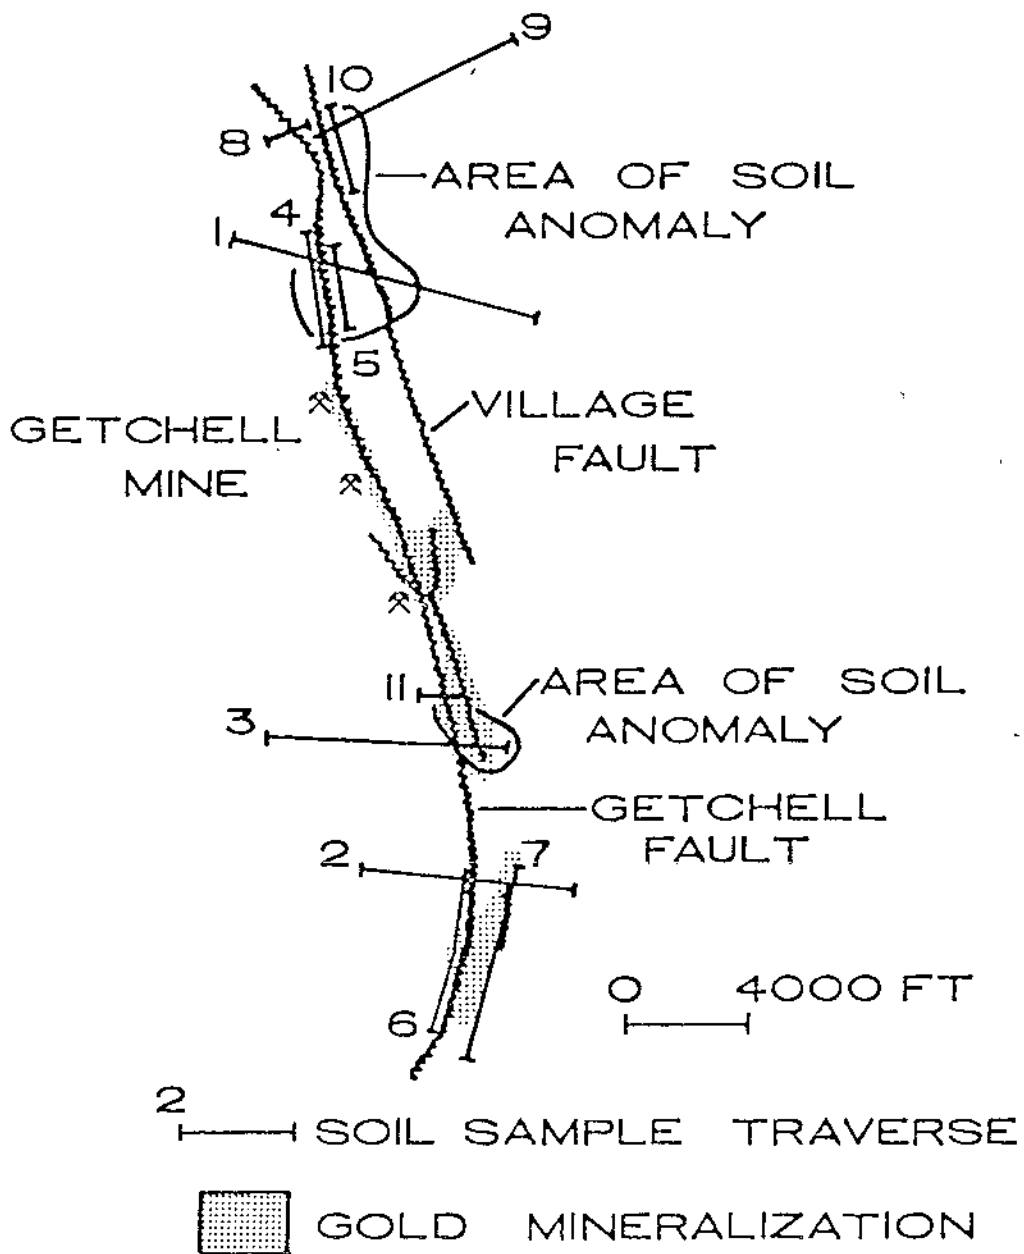 9
10
8
AREA OF SOIL
ANOMALY
4
1
5
VILLAGE
FAULT
GETCHELL
MINE
11
AREA OF SOIL
ANOMALY
3
GETCHELL
FAULT
2
7
0 4000 FT
6
2
SOIL SAMPLE TRAVERSE
GOLD MINERALIZATION